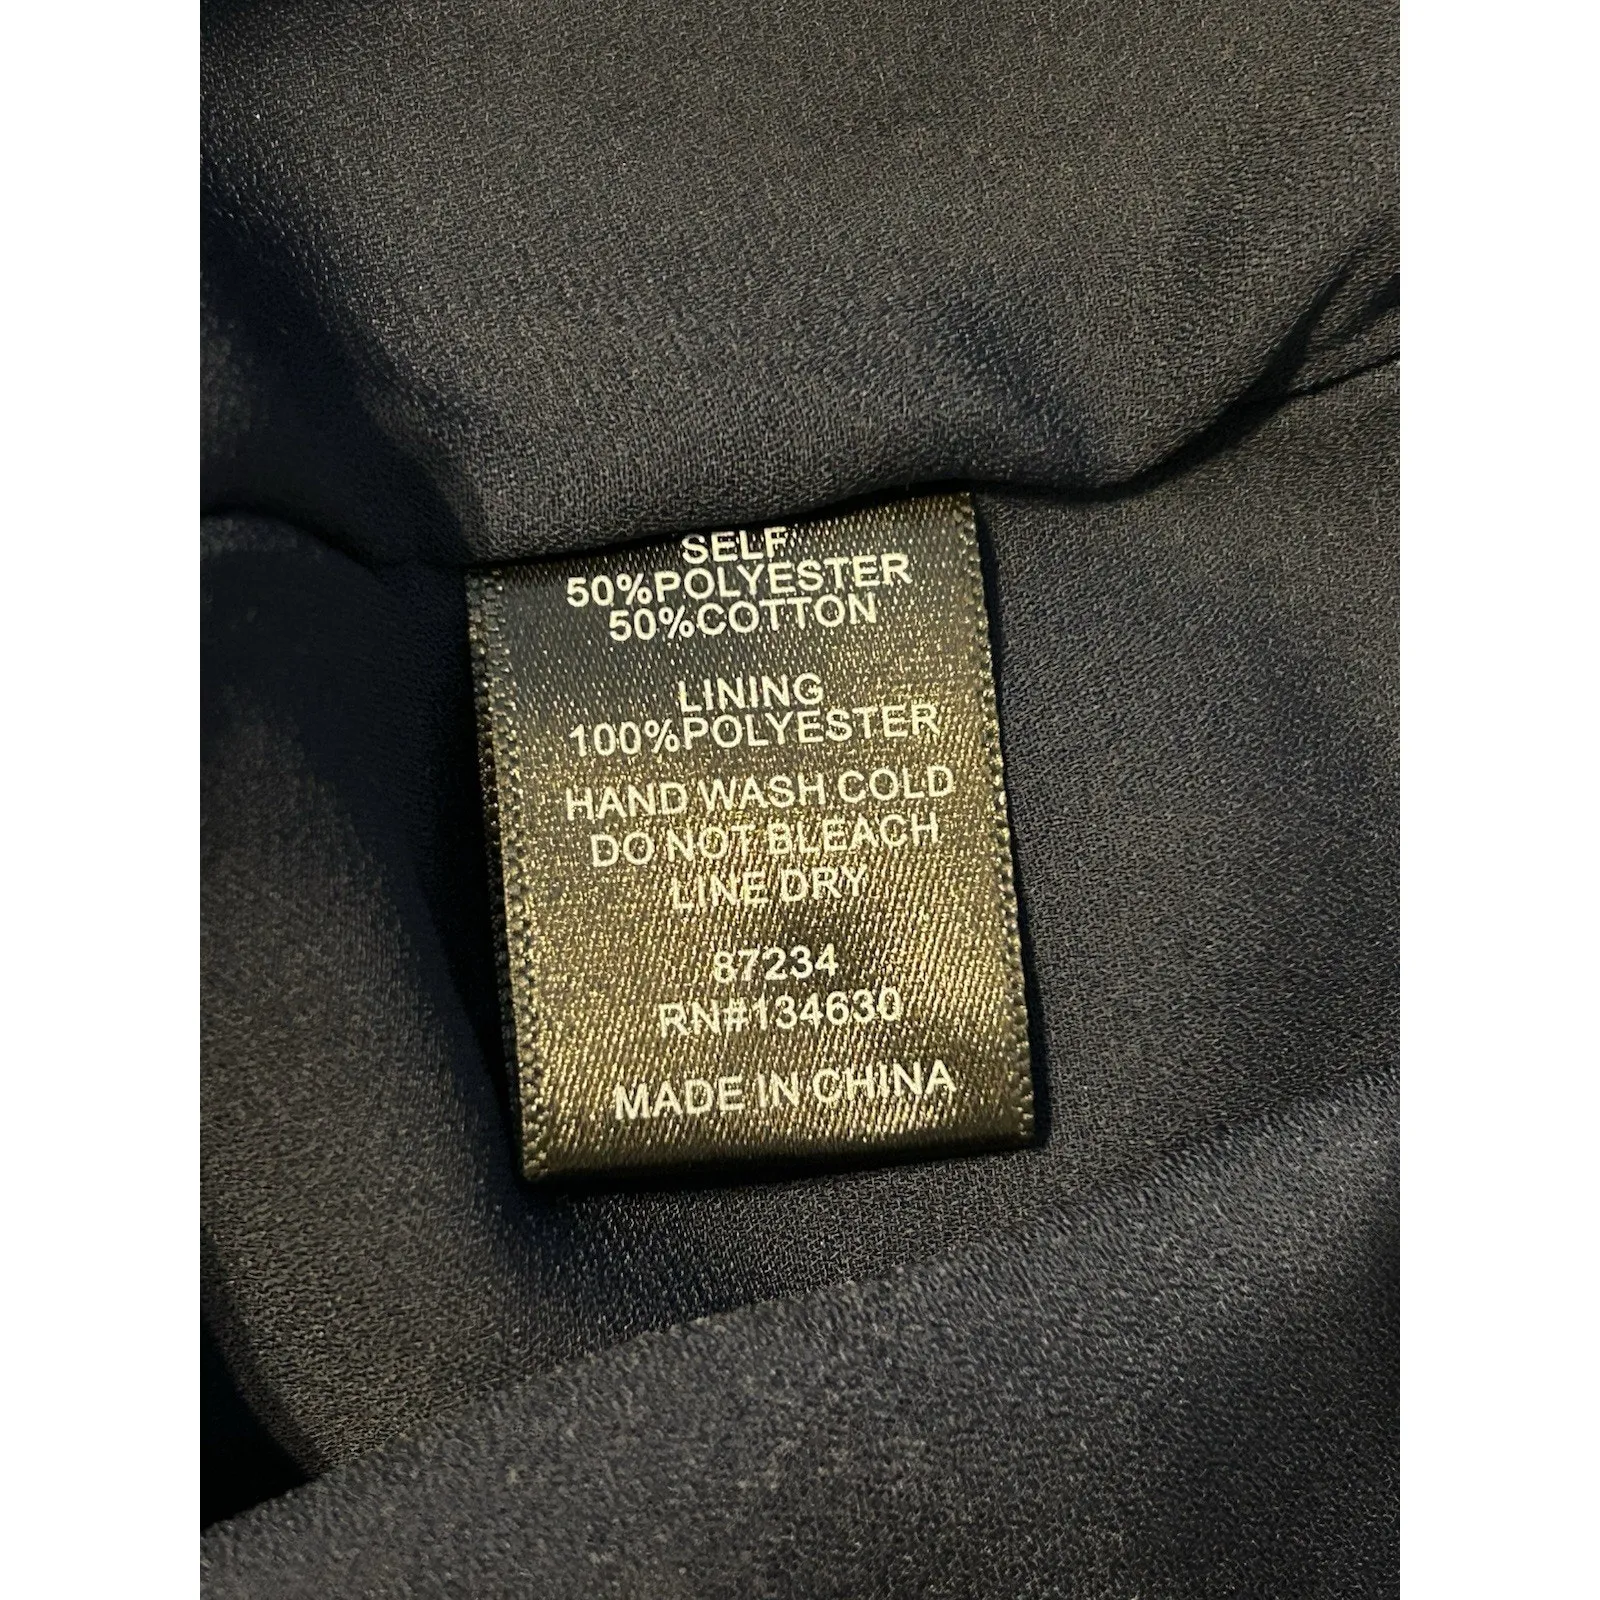 SELF
50%POLYESTER
50%COTTON
LINING
100%POLYESTER
HAND WASH COLD
DO NOT BLEACH
LINE DRY
87234
RN#134630
MADE IN CHINA